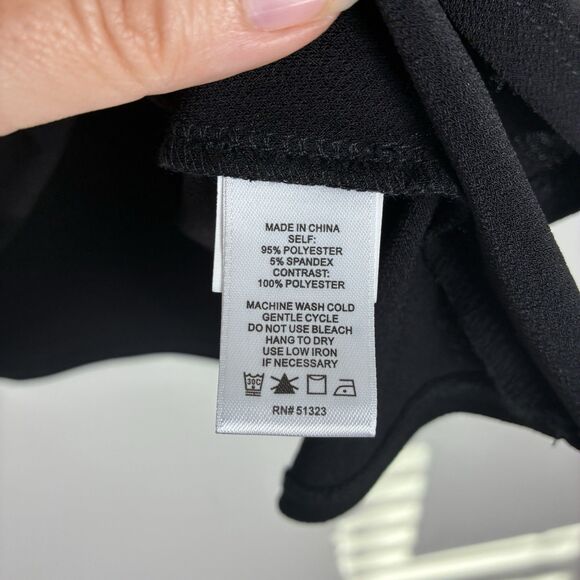 MADE IN CHINA
SELF:
95% POLYESTER
5% SPANDEX
CONTRAST:
100% POLYESTER
MACHINE WASH COLD
GENTLE CYCLE
DO NOT USE BLEACH
HANG TO DRY
USE LOW IRON
IF NECESSARY
30C
RN# 51323